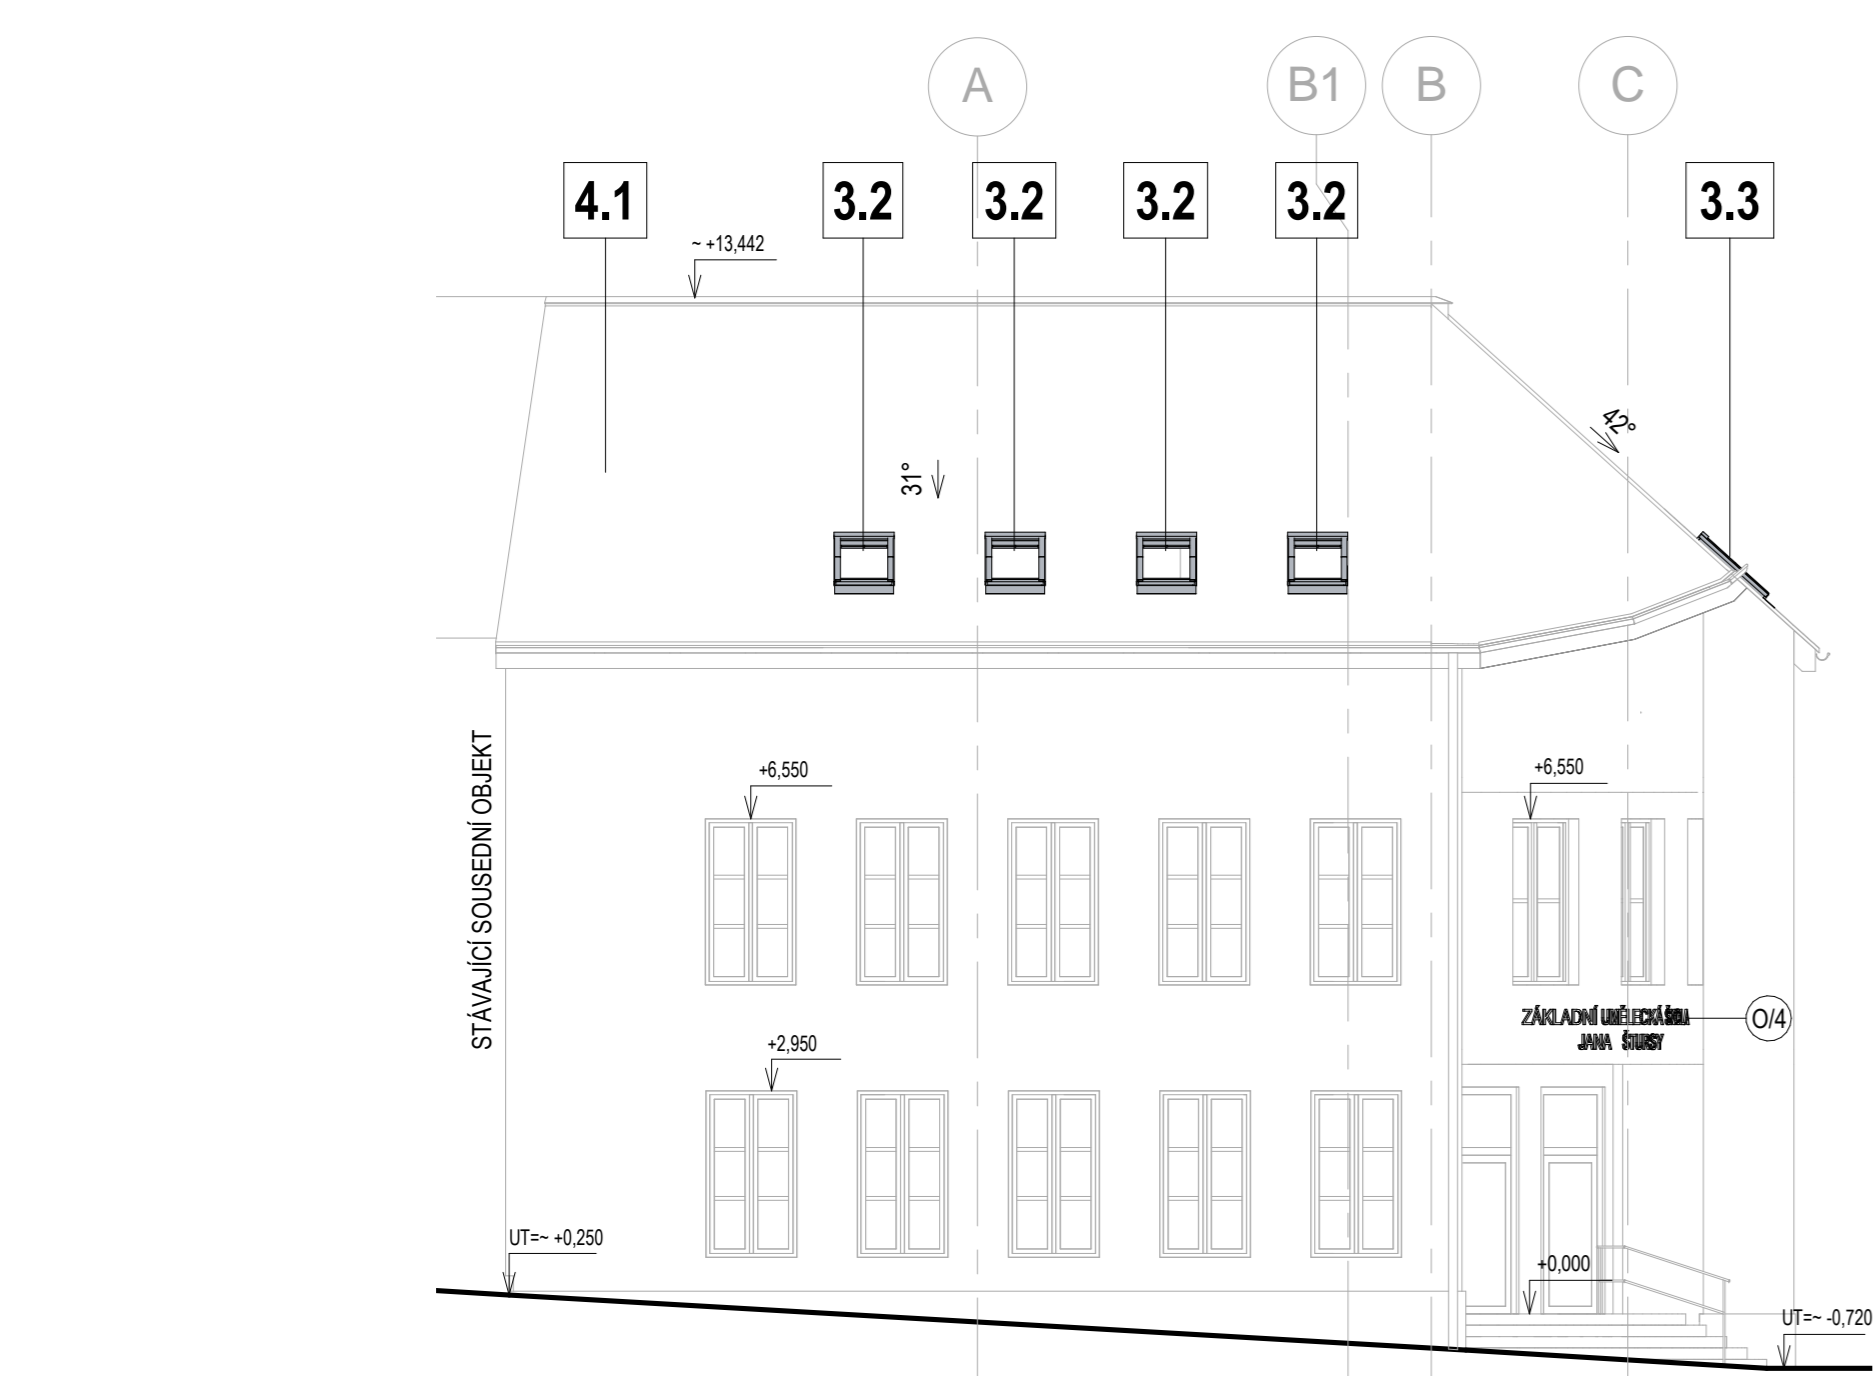 A
B1
B
C
4.1
3.2
3.2
3.2
3.2
3.3
~ +13,442
42°
31°
STÁVAJÍCÍ SOUSEDNÍ OBJEKT
+6,550
+6,550
ZÁKLADNÍ UMĚLECKÁ ŠKOLA
JANA ŠTURSY
O/4
+2,950
UT=~ +0,250
+0,000
UT=~ -0,720